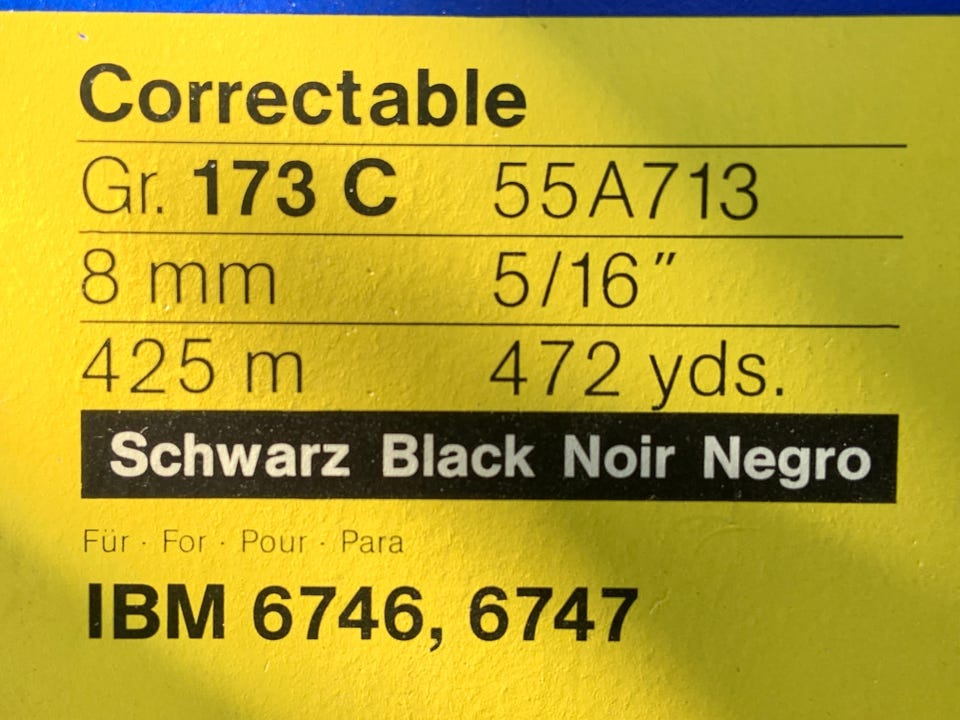 Correctable
Gr. 173 C 55A713
8 mm 5/16″
425 m 472 yds.
Schwarz Black Noir Negro
Für · For · Pour · Para
IBM 6746, 6747